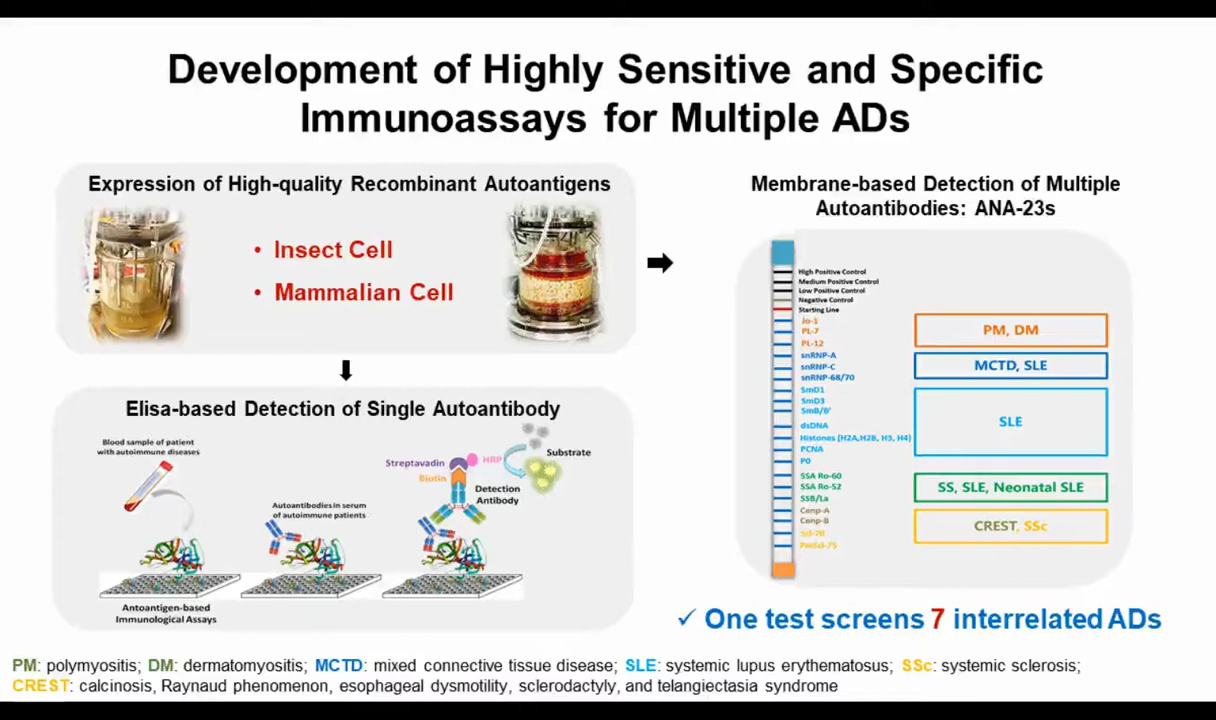 Development of Highly Sensitive and Specific
Immunoassays for Multiple ADs
Expression of High-quality Recombinant Autoantigens
• Insect Cell
• Mammalian Cell
Elisa-based Detection of Single Autoantibody
Blood sample of patient
with autoimmune diseases
Antoantigen-based
Immunological Assays
Autoantibodies in serum
of autoimmune patients
Streptavadin
HRP
Biotin
Substrate
Detection
Antibody
Membrane-based Detection of Multiple
Autoantibodies: ANA-23s
High Positive Control
Medium Positive Control
Low Positive Control
Negative Control
Starting Line
Jo-1
PL-7
PL-12
snRNP-A
snRNP-C
snRNP-68/70
SmD1
SmD3
SmB/B'
dsDNA
Histones (H2A,H2B, H3, H4)
PCNA
P0
SSA Ro-60
SSA Ro-52
SSB/La
Cenp-A
Cenp-B
Scl-70
PM, DM
MCTD, SLE
SLE
SS, SLE, Neonatal SLE
CREST, SSc
✓ One test screens 7 interrelated ADs
PM: polymyositis; DM: dermatomyositis; MCTD: mixed connective tissue disease; SLE: systemic lupus erythematosus; SSc: systemic sclerosis;
CREST: calcinosis, Raynaud phenomenon, esophageal dysmotility, sclerodactyly, and telangiectasia syndrome